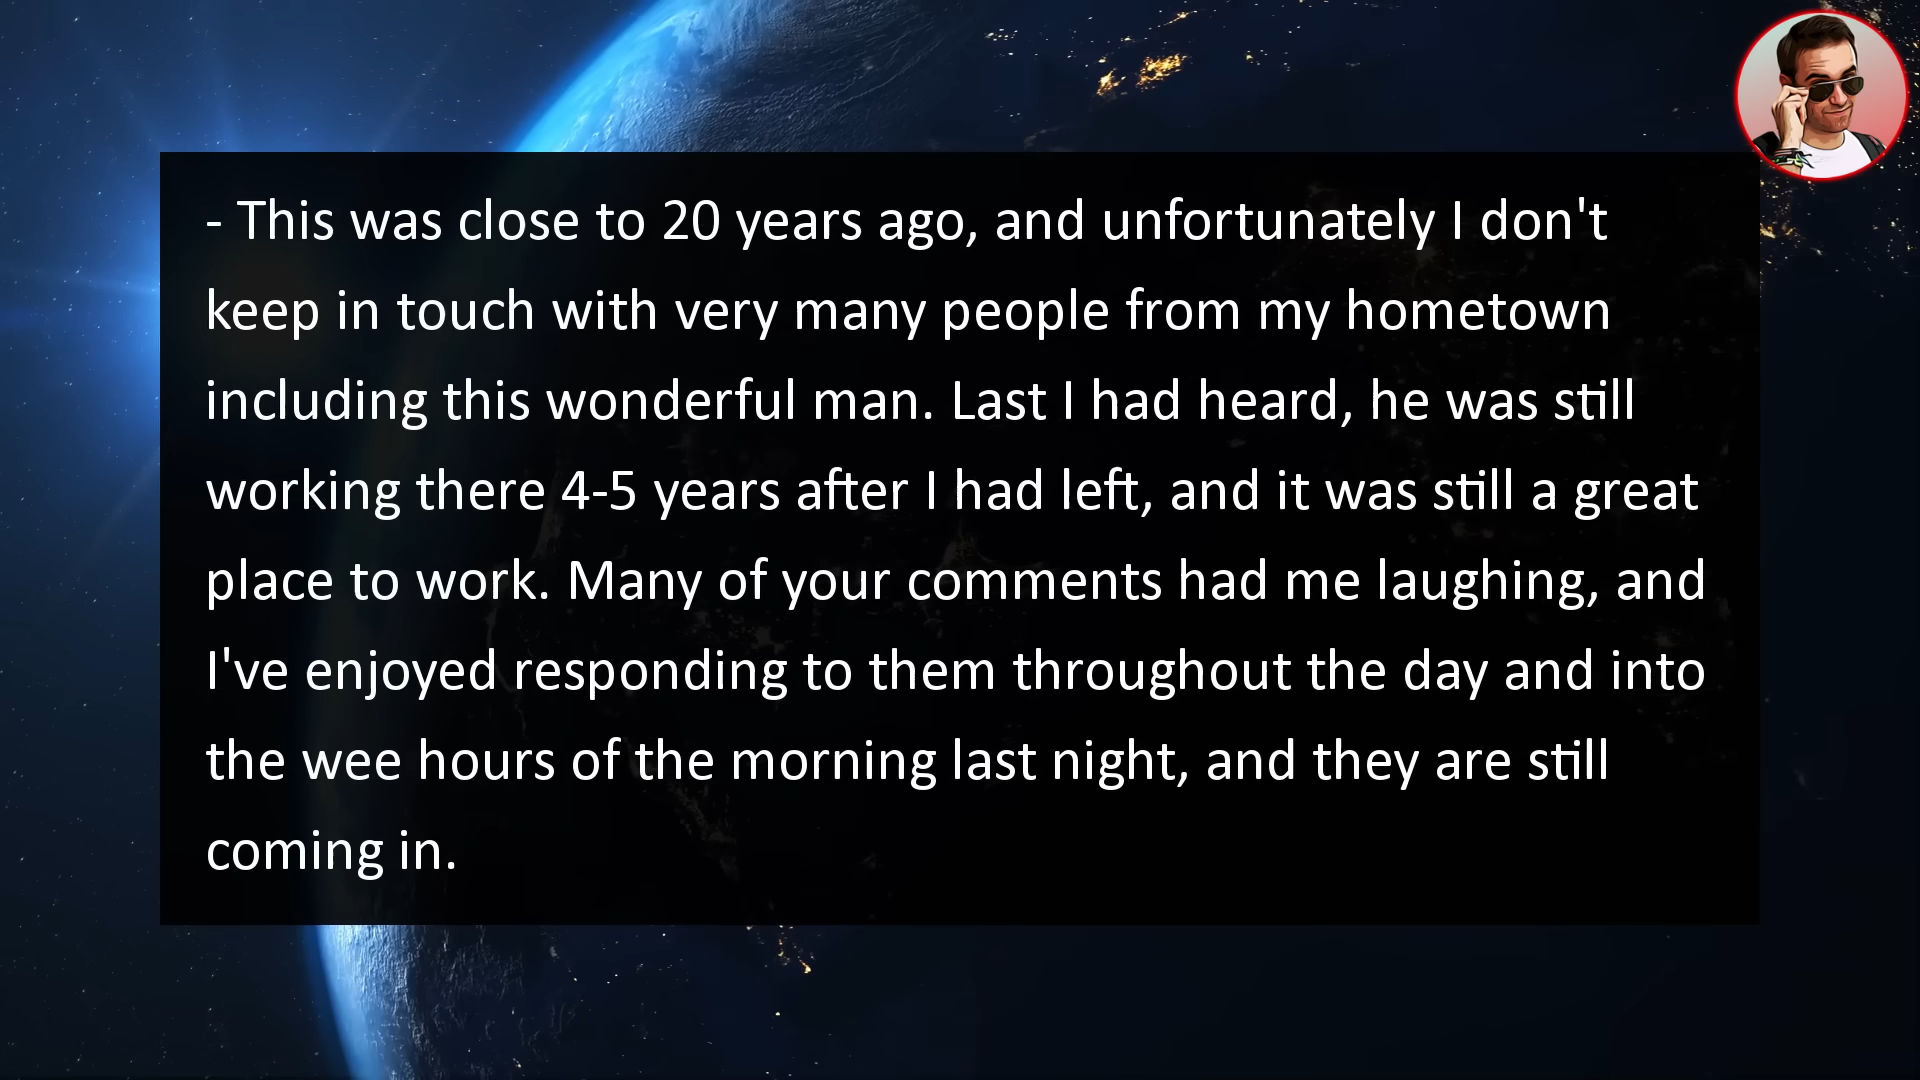 - This was close to 20 years ago, and unfortunately I don't
keep in touch with very many people from my hometown
including this wonderful man. Last I had heard, he was still
working there 4-5 years after I had left, and it was still a great
place to work. Many of your comments had me laughing, and
I've enjoyed responding to them throughout the day and into
the wee hours of the morning last night, and they are still
coming in.